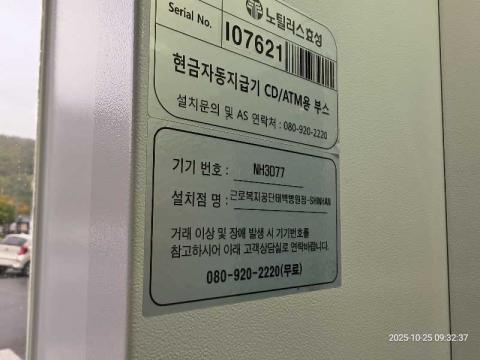 노틸러스효성
Serial No.
I07621
현금자동지급기 CD/ATM용 부스
설치문의 및 AS 연락처 : 080-920-2220
기기 번호 : NH3D77
설치점 명 : 근로복지공단태백병원점-SHINHAN
거래 이상 및 장애 발생 시 기기번호를
참고하시어 아래 고객상담실로 연락바랍니다.
080-920-2220(무료)
2025-10-25 09:32:37